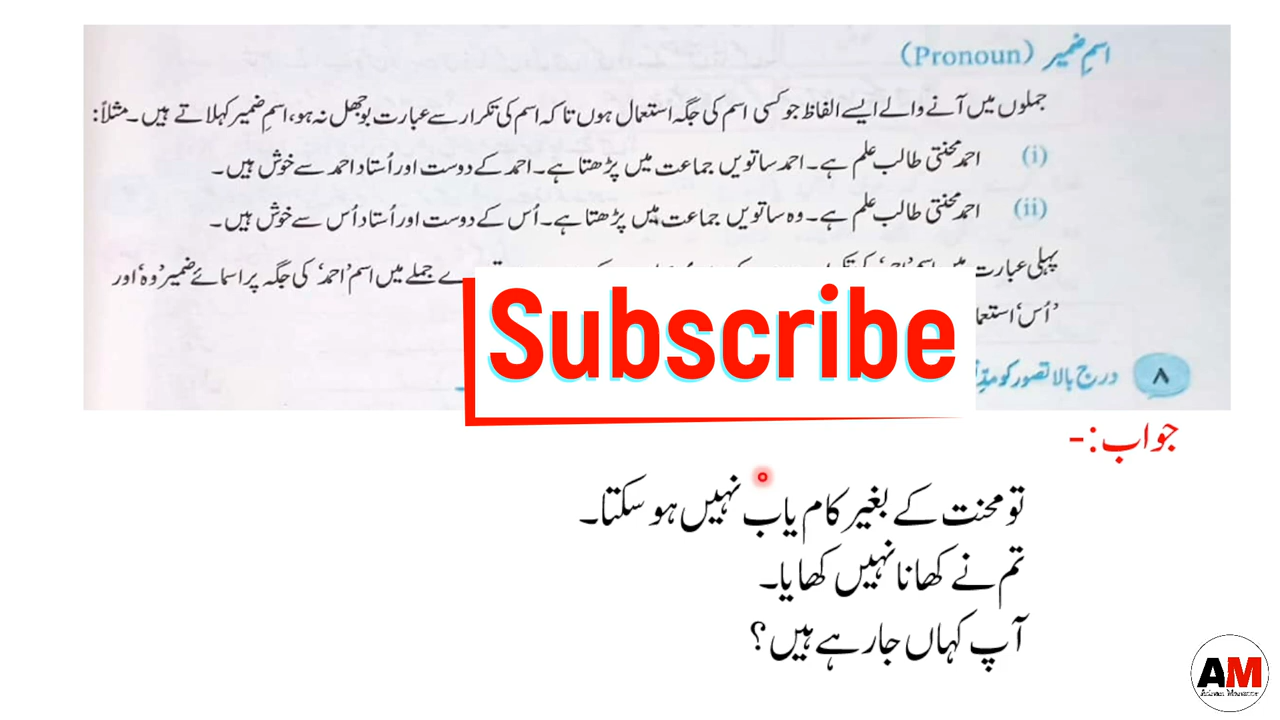 اسمِ ضمیر (Pronoun)
جملوں میں آنے والے ایسے الفاظ جو کسی اسم کی جگہ استعمال ہوں تاکہ اسم کی تکرار سے عبارت بوجھل نہ ہو، اسمِ ضمیر کہلاتے ہیں۔ مثلاً:
(i) احمد محنتی طالب علم ہے۔ احمد ساتویں جماعت میں پڑھتا ہے۔ احمد کے دوست اور اُستاد احمد سے خوش ہیں۔
(ii) احمد محنتی طالب علم ہے۔ وہ ساتویں جماعت میں پڑھتا ہے۔ اُس کے دوست اور اُستاد اُس سے خوش ہیں۔
پہلی عبارت میں اسم جملے میں اسم ’احمد‘ کی جگہ پر اسمائے ضمیر ’وہ‘ اور
’اُس‘
Subscribe
۸ درج بالا تصور کو
جواب:-
تو محنت کے بغیر کام یاب نہیں ہو سکتا۔
تم نے کھانا نہیں کھایا۔
آپ کہاں جا رہے ہیں؟
AM